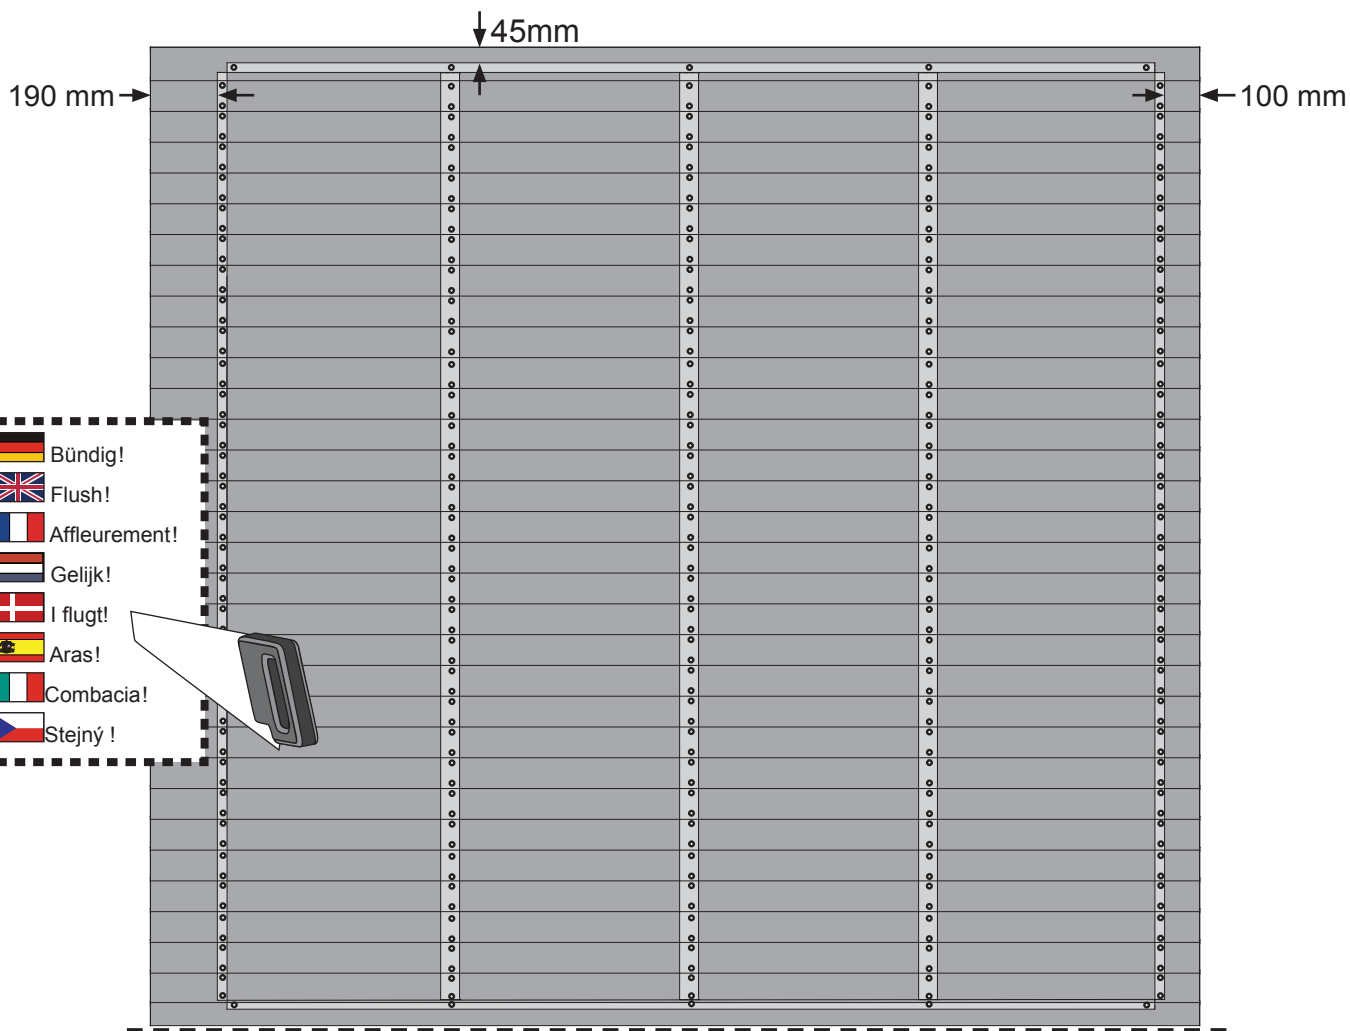 45mm
190 mm
100 mm
Bündig!
Flush!
Affleurement!
Gelijk!
I flugt!
Aras!
Combacia!
Stejný !